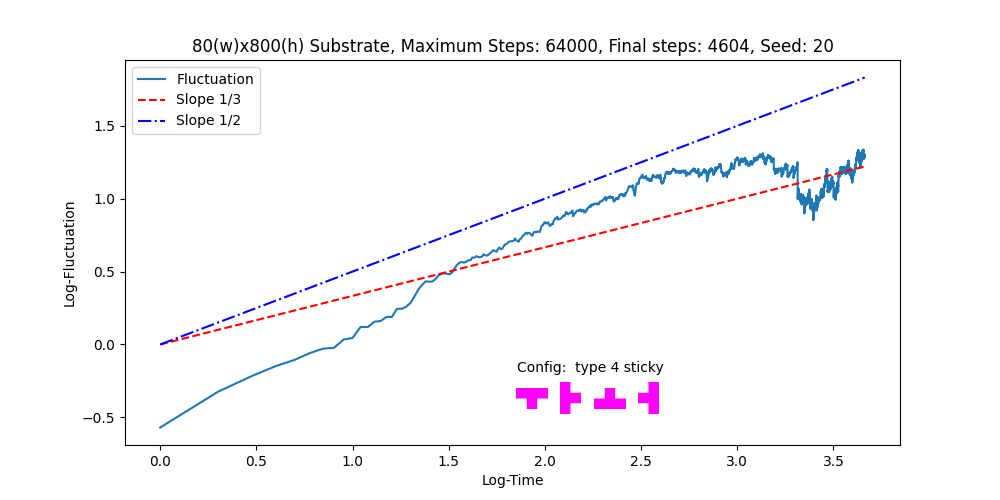 80(w)x800(h) Substrate, Maximum Steps: 64000, Final steps: 4604, Seed: 20
Fluctuation
Slope 1/3
Slope 1/2
1.5
1.0
0.5
0.0
−0.5
Log-Fluctuation
Config:  type 4 sticky
0.0 0.5 1.0 1.5 2.0 2.5 3.0 3.5
Log-Time